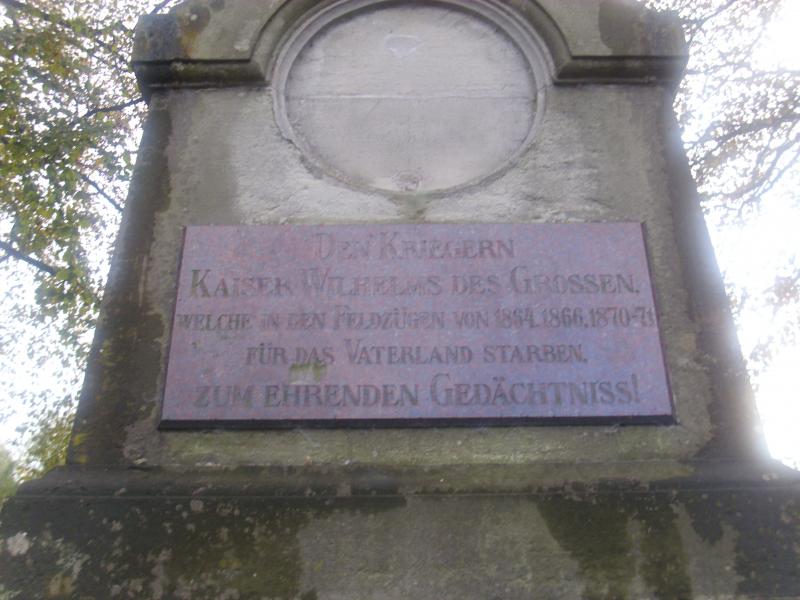 DEN KRIEGERN
KAISER WILHELMS DES GROSSEN,
WELCHE IN DEN FELDZÜGEN VON 1864, 1866, 1870-71
FÜR DAS VATERLAND STARBEN,
ZUM EHRENDEN GEDÄCHTNISS!